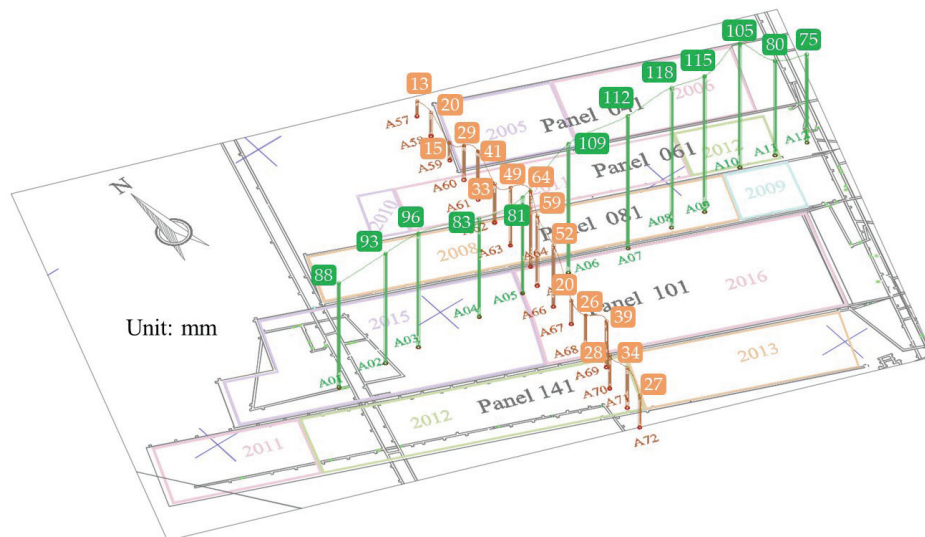 105
80
75
13
118
115
2006
20
112
A57
Panel
A58
2005
15
29
41
109
2012
A12
A59
Panel 061
A11
A10
A60
33
49
64
2009
A61
2010
A09
96
59
Panel 081
A08
83
81
A63
93
52
A07
2008
A64
A06
88
20
A05
A66
Panel 101
2016
26
39
A04
A67
Unit: mm
2015
A03
A68
28
34
2013
A02
A69
A01
A70
27
Panel 141
A71
2012
A72
2011
N